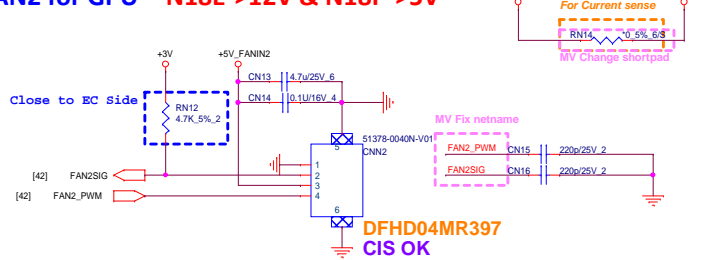 FAN2 for GPU N18E->12V & N18P->5V
For Current sense
RN14 *0_5%_6/S
MV Change shortpad
+3V +5V_FANIN2
CN13 4.7u/25V_6
Close to EC Side
CN14 0.1U/16V_4
RN12
4.7K_5%_2
MV Fix netname
51378-0040N-V01
CNN2
5
FAN2_PWM CN15 220p/25V_2
1
[42] FAN2SIG 2
FAN2SIG CN16 220p/25V_2
3
[42] FAN2_PWM 4
6
DFHD04MR397
CIS OK